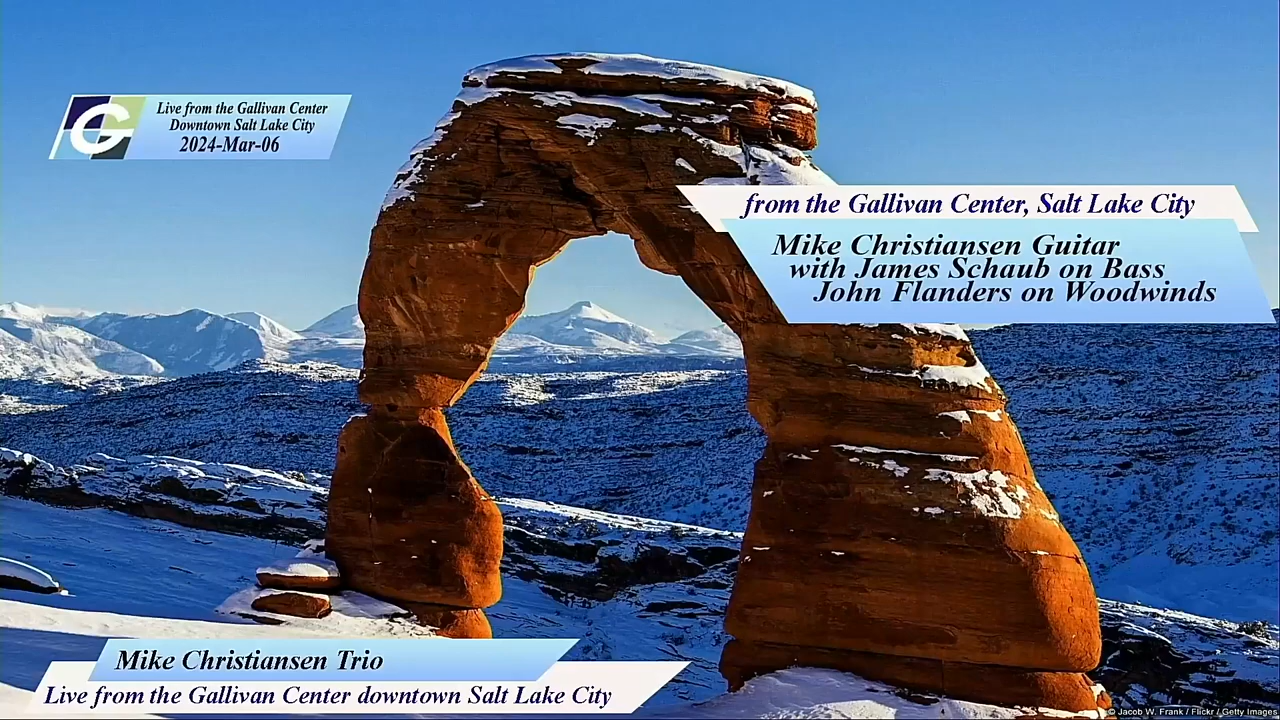 G
Live from the Gallivan Center
Downtown Salt Lake City
2024-Mar-06
from the Gallivan Center, Salt Lake City
Mike Christiansen Guitar
with James Schaub on Bass
John Flanders on Woodwinds
Mike Christiansen Trio
Live from the Gallivan Center downtown Salt Lake City
© Jacob W. Frank / Flickr / Getty Images